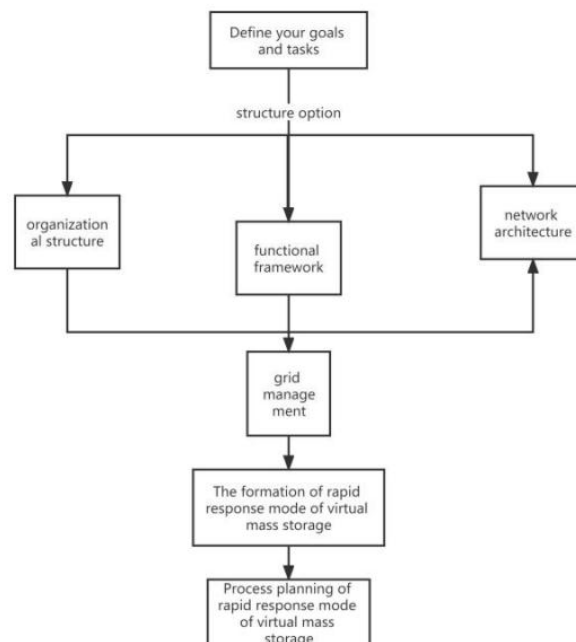 Define your goals
and tasks
structure option
organization
al structure
functional
framework
network
architecture
grid
manage
ment
The formation of rapid
response mode of virtual
mass storage
Process planning of
rapid response mode
of virtual mass
storage